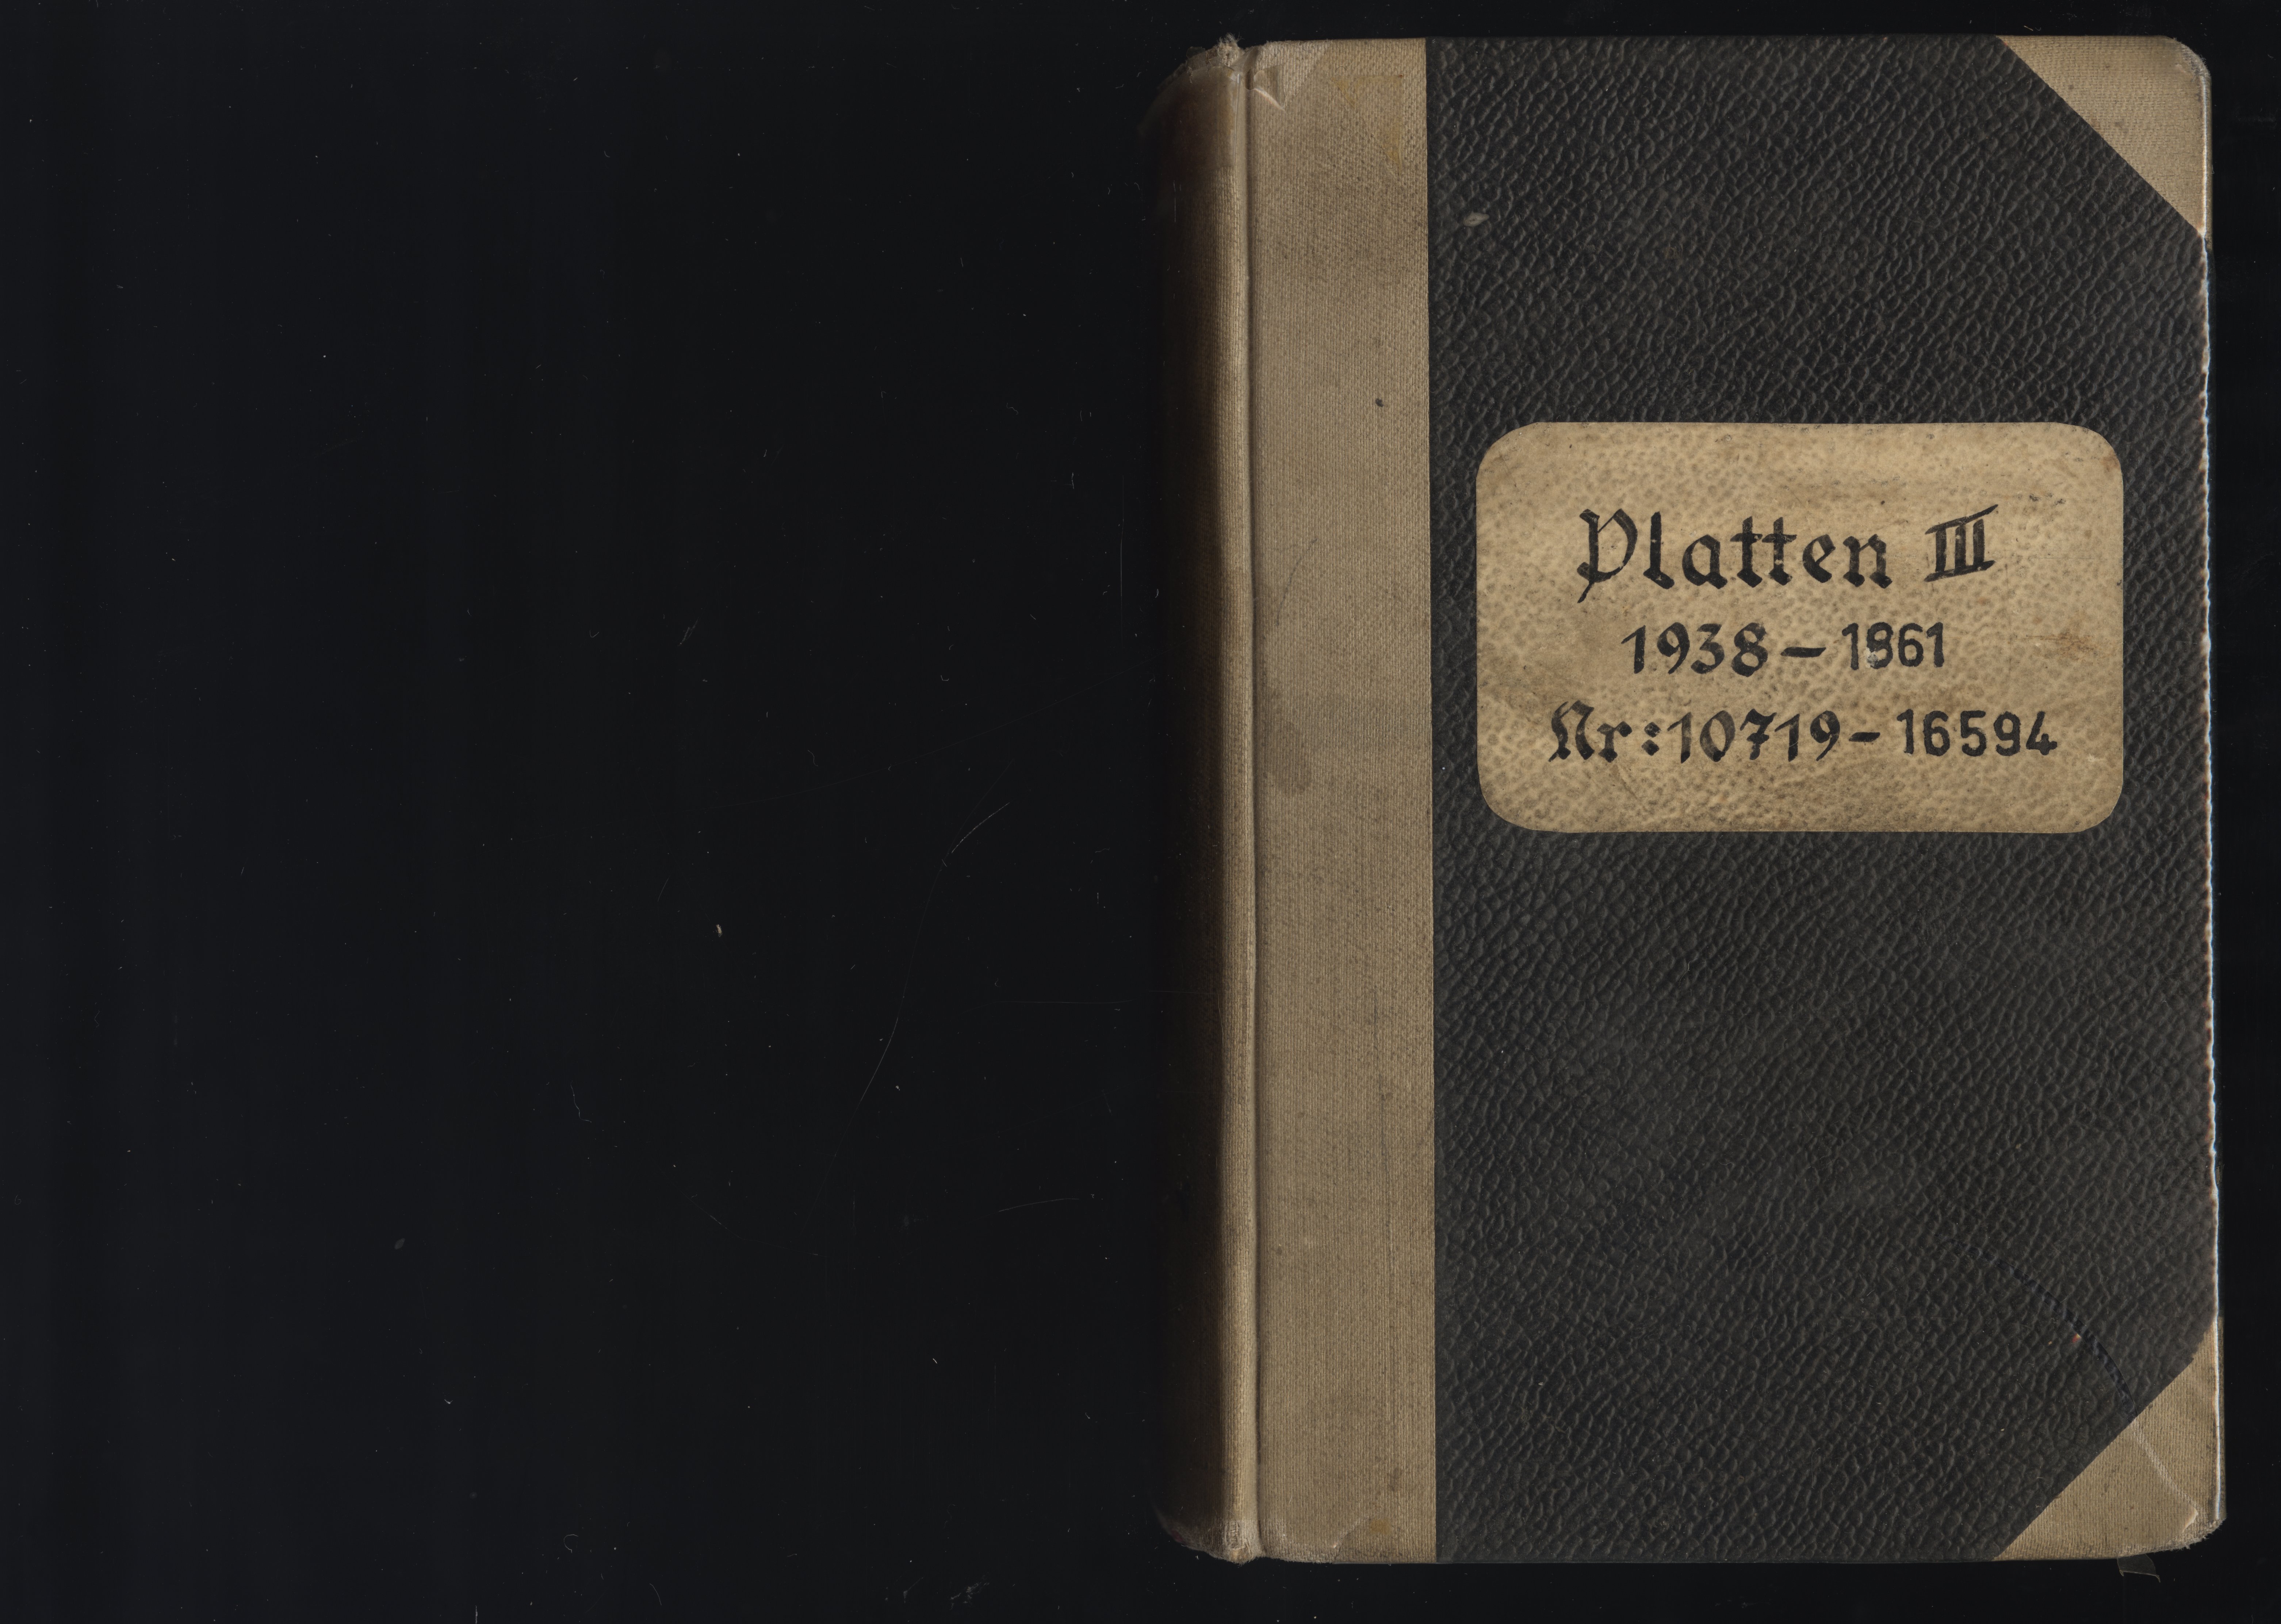 Platten III
1938 – 1961
Nr: 10719 – 16594